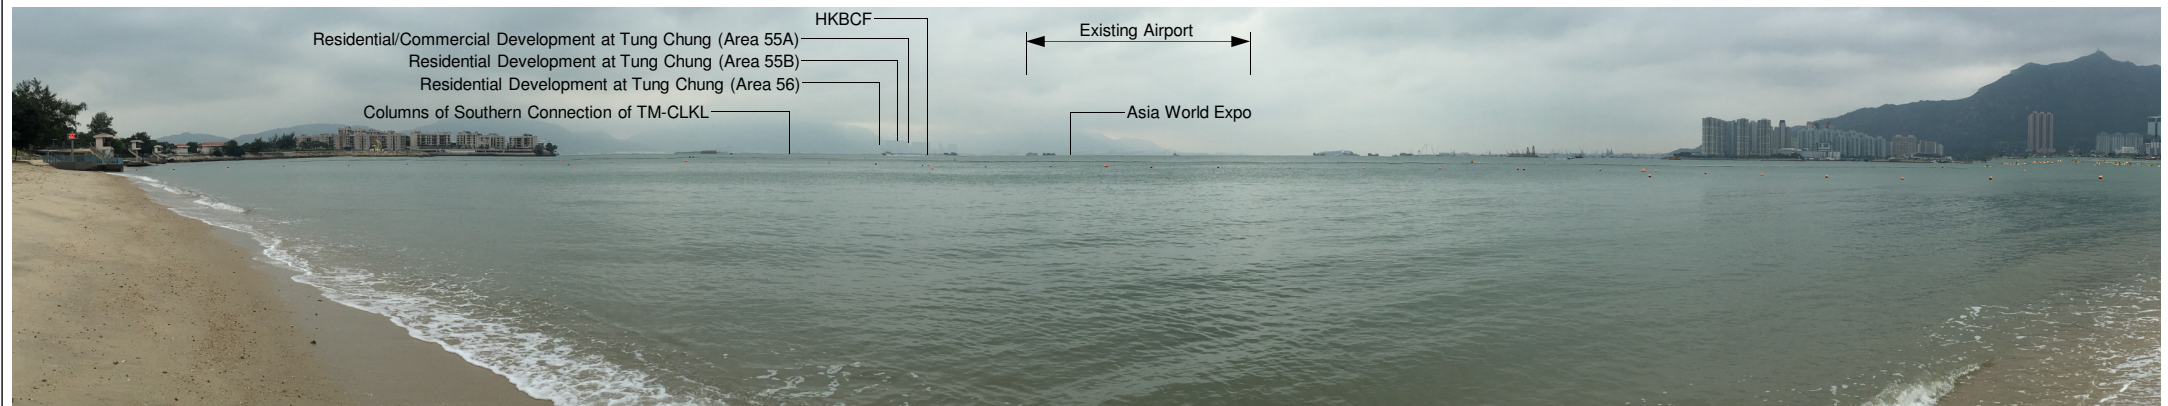 HKBCF
Residential/Commercial Development at Tung Chung (Area 55A)
Existing Airport
Residential Development at Tung Chung (Area 55B)
Residential Development at Tung Chung (Area 56)
Columns of Southern Connection of TM-CLKL
Asia World Expo